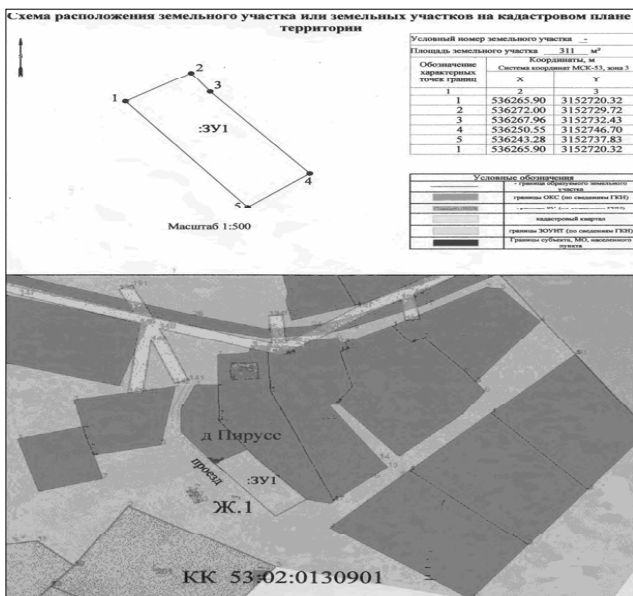 Схема расположения земельного участка или земельных участков на кадастровом плане
территории
Условный номер земельного участка -
Площадь земельного участка 311 м²
Обозначение характерных точек границ
Координаты, м
Система координат МСК-53, зона 3
X Y
1 2 3
1 536265.90 3152720.32
2 536272.00 3152729.72
3 536267.96 3152732.43
4 536250.55 3152746.70
5 536243.28 3152737.83
1 536265.90 3152720.32
1
2
3
:ЗУ1
4
5
Масштаб 1:500
Условные обозначения
- граница образуемого земельного участка
границы ОКС (по сведениям ГКН)
кадастровый квартал
границы ЗОУИТ (по сведениям ГКН)
Границы субъекта, МО, населенного пункта
д Пирусс
проезд
:ЗУ1
Ж.1
КК 53:02:0130901